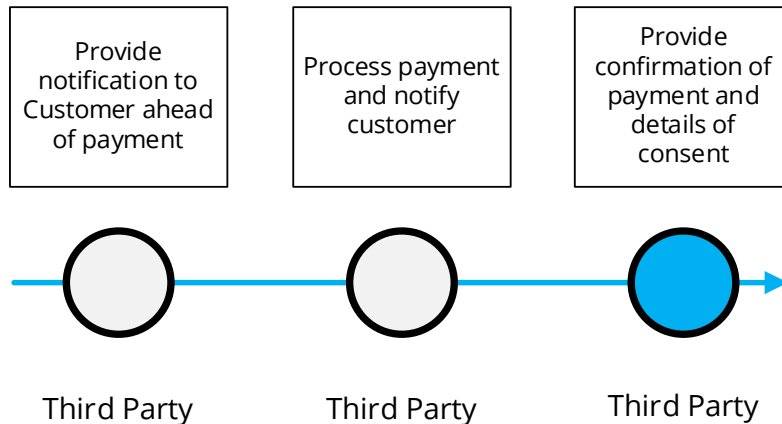 Provide
notification to
Customer ahead
of payment
Process payment
and notify
customer
Provide
confirmation of
payment and
details of
consent
Third Party
Third Party
Third Party